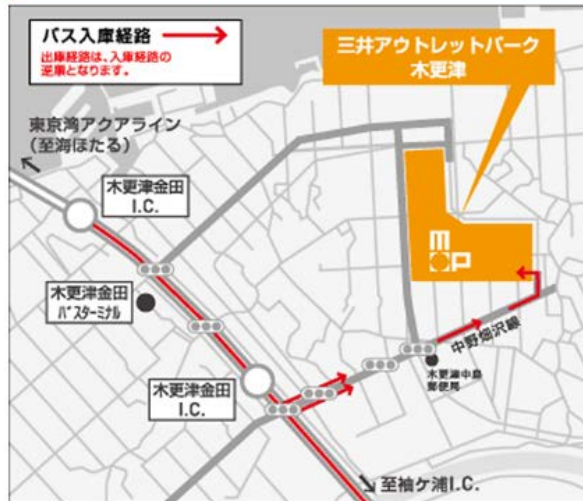 バス入庫経路
出庫経路は、入庫経路の
逆順となります。
三井アウトレットパーク
木更津
東京湾アクアライン
(至海ほたる)
木更津金田
I.C.
木更津金田
バスターミナル
木更津金田
I.C.
中野畑沢線
木更津中島
郵便局
至袖ケ浦I.C.